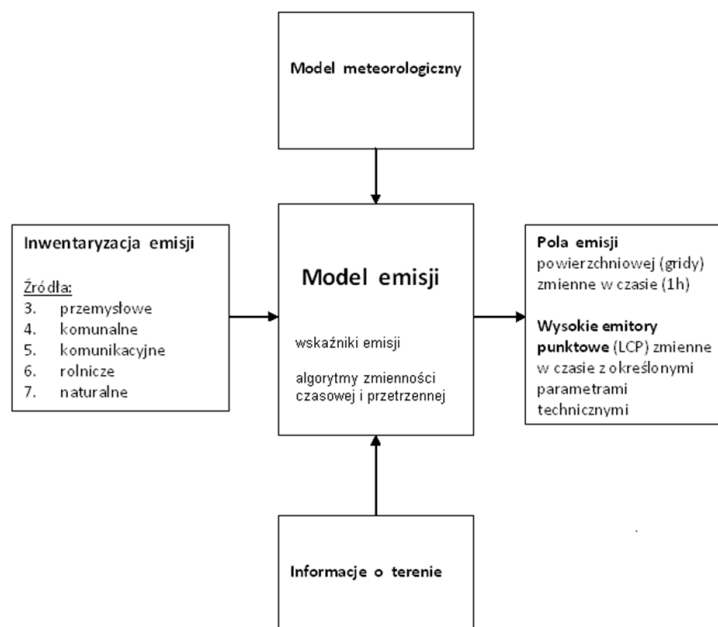 Model meteorologiczny
Inwentaryzacja emisji
Źródła:
3. przemysłowe
4. komunalne
5. komunikacyjne
6. rolnicze
7. naturalne
Model emisji
wskaźniki emisji
algorytmy zmienności
czasowej i przetrzennej
Pola emisji
powierzchniowej (gridy)
zmienne w czasie (1h)
Wysokie emitory
punktowe (LCP) zmienne
w czasie z określonymi
parametrami
technicznymi
Informacje o terenie